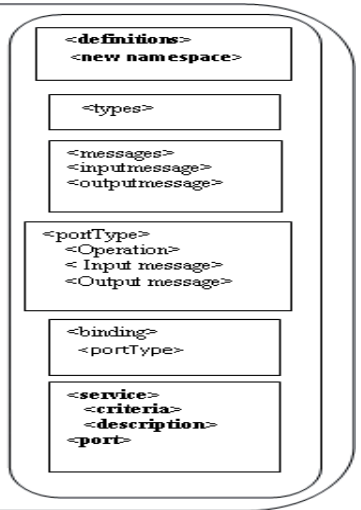 <definitions>
<new namespace>
<types>
<messages>
<inputmessage>
<outputmessage>
<portType>
<Operation>
< Input message>
<Output message>
<binding>
<portType>
<service>
<criteria>
<description>
<port>